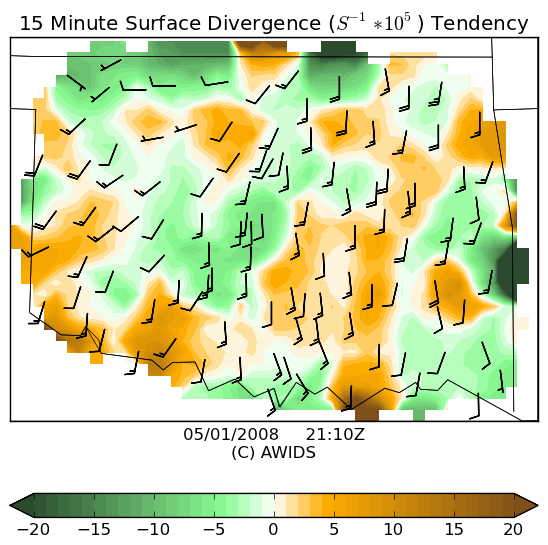 15 Minute Surface Divergence (S⁻¹ *10⁵ ) Tendency
05/01/2008 21:10Z
(C) AWIDS
−20 −15 −10 −5 0 5 10 15 20